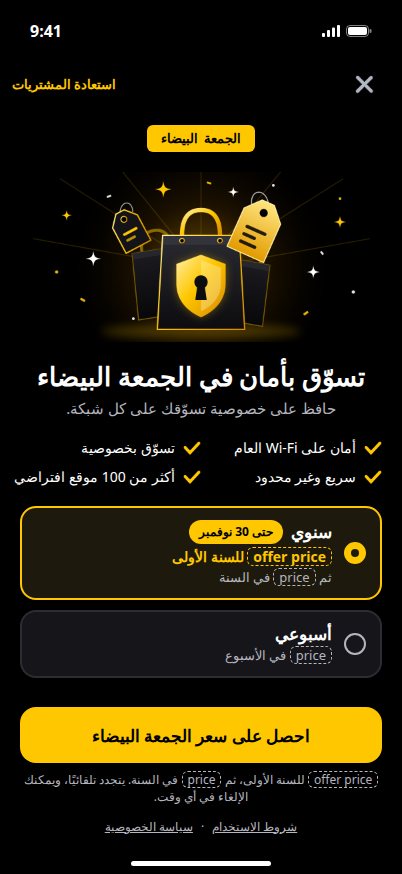 9:41
استعادة المشتريات
الجمعة البيضاء
تسوّق بأمان في الجمعة البيضاء
حافظ على خصوصية تسوّقك على كل شبكة.
أمان على Wi-Fi العام
تسوّق بخصوصية
سريع وغير محدود
أكثر من 100 موقع افتراضي
سنوي حتى 30 نوفمبر
offer price للسنة الأولى
ثم price في السنة
أسبوعي
price في الأسبوع
احصل على سعر الجمعة البيضاء
offer price للسنة الأولى، ثم price في السنة. يتجدد تلقائيًا، ويمكنك
الإلغاء في أي وقت.
شروط الاستخدام · سياسة الخصوصية